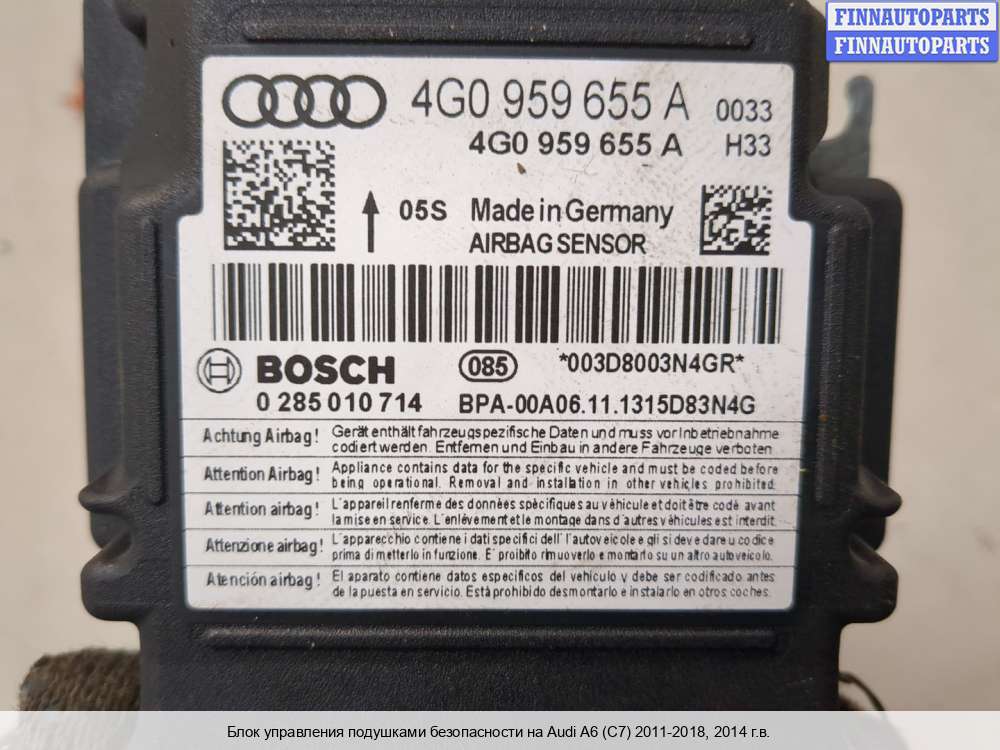 FINNAUTOPARTS
FINNAUTOPARTS
4G0 959 655 A 0033
4G0 959 655 A H33
05S Made in Germany
AIRBAG SENSOR
BOSCH 085 *003D8003N4GR*
0 285 010 714 BPA-00A06.11.1315D83N4G
Achtung Airbag! Gerät enthält fahrzeugspezifische Daten und muss vor Inbetriebnahme
codiert werden. Entfernen und Einbau in andere Fahrzeuge verboten
Attention Airbag! Appliance contains data for the specific vehicle and must be coded before
being operational. Removal and installation in other vehicles prohibited.
Attention airbag! L'appareil renferme des données spécifiques au véhicule et doit être codé avant
la mise en service. L'enlévement et le montage dans d'autres véhicules est interdit.
Attenzione airbag! L'apparecchio contiene i dati specifici dell'l'autoveicolo e gli si deve dare u codice
prima di metterlo in funzione. E' proibito rimuoverlo e montarlo su un altro autoveicolo.
Atención airbag! El aparato contiene datos especificos del vehículo y debe ser codificado antes
de la puesta en servicio. Está prohibido desmontarlo e instalarlo en otros coches.
Блок управления подушками безопасности на Audi A6 (C7) 2011-2018, 2014 г.в.